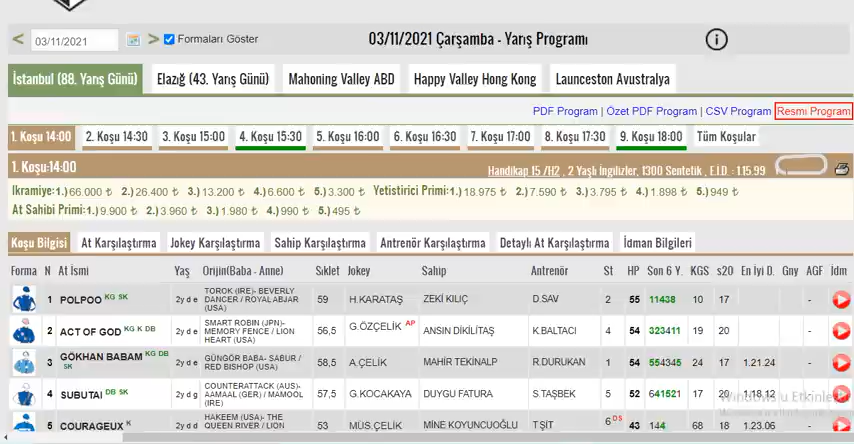 03/11/2021 Formaları Göster 03/11/2021 Çarşamba - Yarış Programı
İstanbul (88. Yarış Günü) Elazığ (43. Yarış Günü) Mahoning Valley ABD Happy Valley Hong Kong Launceston Avustralya
PDF Program | Özet PDF Program | CSV Program Resmi Program
1. Koşu 14:00 2. Koşu 14:30 3. Koşu 15:00 4. Koşu 15:30 5. Koşu 16:00 6. Koşu 16:30 7. Koşu 17:00 8. Koşu 17:30 9. Koşu 18:00 Tüm Koşular
1. Koşu:14:00 Handikap 15 /H2 , 2 Yaşlı İngilizler, 1300 Sentetik , E.İ.D. : 1.15.99
İkramiye: 1.) 66.000 ₺ 2.) 26.400 ₺ 3.) 13.200 ₺ 4.) 6.600 ₺ 5.) 3.300 ₺ Yetistirici Primi: 1.) 18.975 ₺ 2.) 7.590 ₺ 3.) 3.795 ₺ 4.) 1.898 ₺ 5.) 949 ₺
At Sahibi Primi: 1.) 9.900 ₺ 2.) 3.960 ₺ 3.) 1.980 ₺ 4.) 990 ₺ 5.) 495 ₺
Koşu Bilgisi At Karşılaştırma Jokey Karşılaştırma Sahip Karşılaştırma Antrenör Karşılaştırma Detaylı At Karşılaştırma İdman Bilgileri
Forma N At İsmi Yaş Orijin(Baba - Anne) Sıklet Jokey Sahip Antrenör St HP Son 6 Y. KGS s20 En İyi D. Gny AGF İdm
TOROK (IRE)- BEVERLY
1 POLPOO KG SK 2y d e DANCER / ROYAL ABJAR 59 H.KARATAŞ ZEKİ KILIÇ D.SAV 2 55 11438 10 17 -
(USA)
SMART ROBIN (JPN)-
2 ACT OF GOD KG K DB 2y d e MEMORY FENCE / LION 56,5 G.ÖZÇELİK AP ANSIN DİKİLİTAŞ K.BALTACI 4 54 323411 19 20 -
HEART (USA)
3 GÖKHAN BABAM KG DB SK 2y d e GÜNGÖR BABA- SABUR / 58,5 A.ÇELİK MAHİR TEKİNALP R.DURUKAN 1 54 554345 24 17 1.21.24 -
RED BISHOP (USA)
COUNTERATTACK (AUS)-
4 SUBUTAI DB SK 2y d g AAMAAL (GER) / MAMOOL 57,5 G.KOCAKAYA DUYGU FATURA S.TAŞBEK 5 52 641521 17 20 1.18.12 -
(IRE)
Windows'u Etkinleştir
HAKEEM (USA)- THE
5 COURAGEUX K 2y d e QUEEN RIVER / LION 53 MÜS.ÇELİK MİNE KOYUNCUOĞLU T.ŞİT 6 DS 43 144 68 18 1.23.06 -